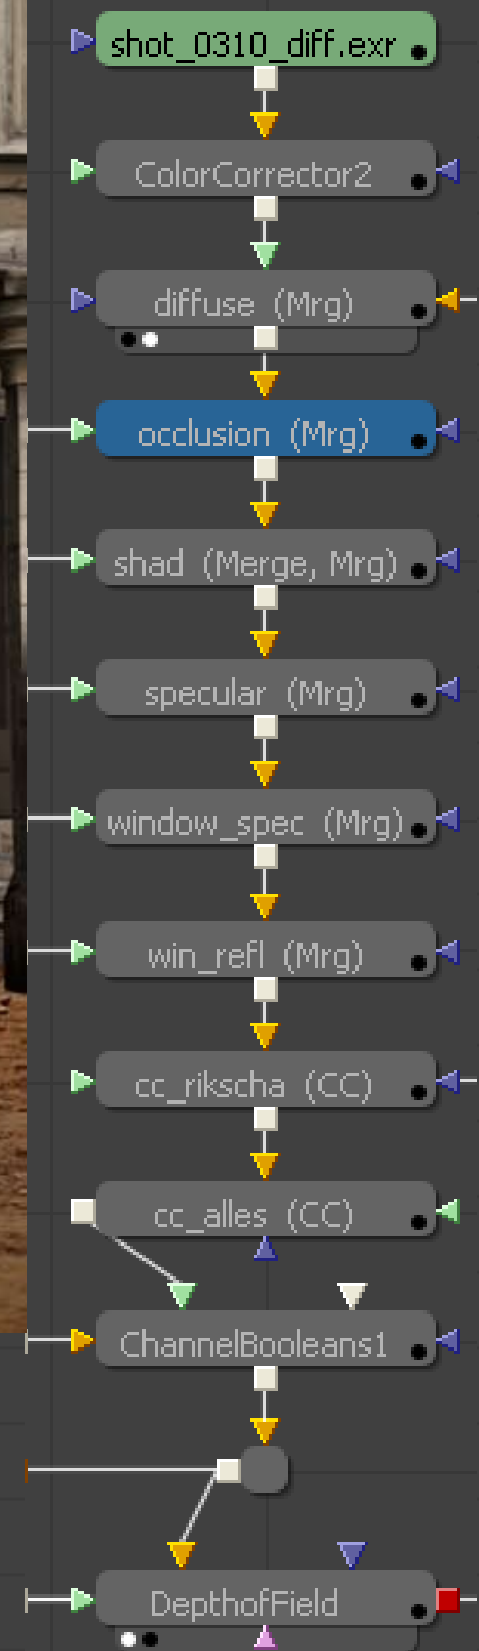 shot_0310_diff.exr
ColorCorrector2
diffuse (Mrg)
occlusion (Mrg)
shad (Merge, Mrg)
specular (Mrg)
window_spec (Mrg)
win_refl (Mrg)
cc_rikscha (CC)
cc_alles (CC)
ChannelBooleans1
DepthofField